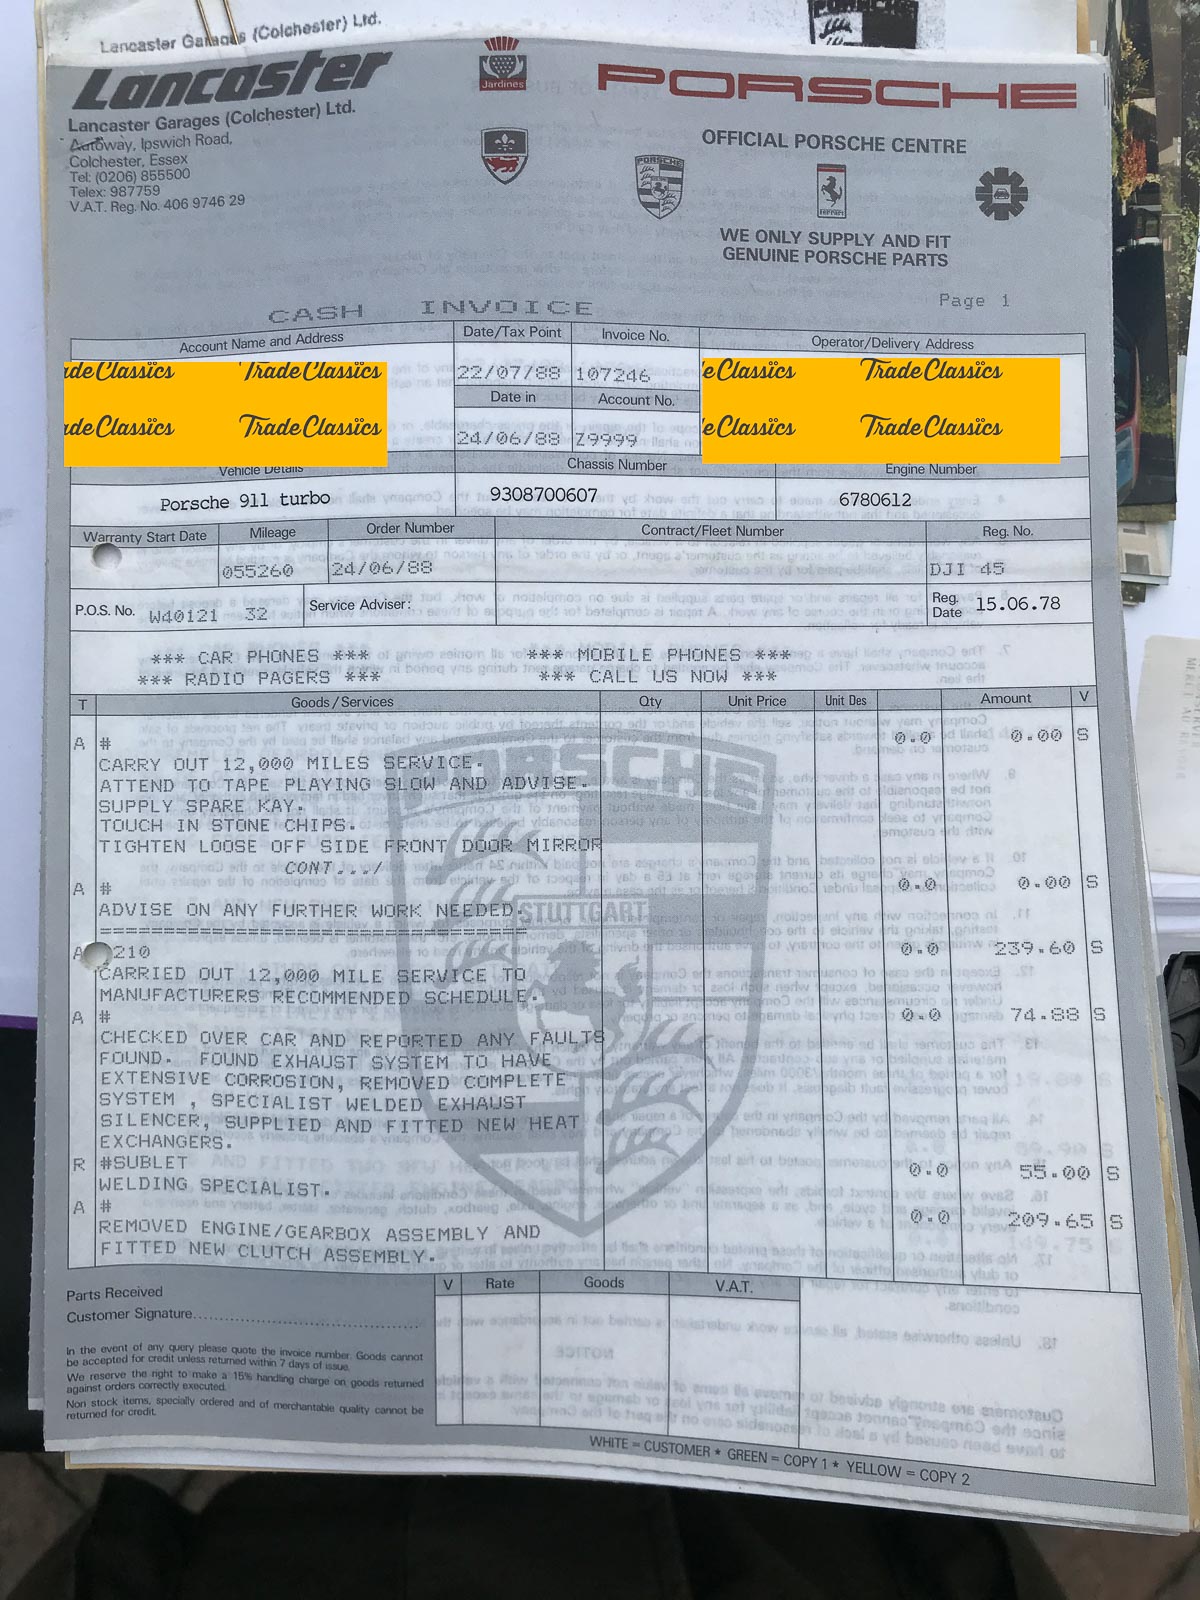 Lancaster Garages (Colchester) Ltd.
Lancaster
Lancaster Garages (Colchester) Ltd.
Autoway, Ipswich Road,
Colchester, Essex
Tel: (0206) 855500
Telex: 987759
V.A.T. Reg. No. 406 9746 29
Jardines
PORSCHE
OFFICIAL PORSCHE CENTRE
PORSCHE
Ferrari
WE ONLY SUPPLY AND FIT
GENUINE PORSCHE PARTS
CASH INVOICE
Page 1
Account Name and Address
Date/Tax Point
Invoice No.
Operator/Delivery Address
22/07/88
107246
Date in
Account No.
24/06/88
Z9999
ade Classics Trade Classics
ade Classics Trade Classics
e Classics Trade Classics
e Classics Trade Classics
Vehicle Details
Chassis Number
Engine Number
Porsche 911 turbo
9308700607
6780612
Warranty Start Date
Mileage
Order Number
Contract/Fleet Number
Reg. No.
055260
24/06/88
DJI 45
P.O.S. No. W40121 32
Service Adviser:
Reg. Date 15.06.78
*** CAR PHONES *** *** MOBILE PHONES ***
*** RADIO PAGERS *** *** CALL US NOW ***
T Goods / Services Qty Unit Price Unit Des Amount V
A # 0.0 0.00 S
CARRY OUT 12,000 MILES SERVICE.
ATTEND TO TAPE PLAYING SLOW AND ADVISE.
SUPPLY SPARE KAY.
TOUCH IN STONE CHIPS.
TIGHTEN LOOSE OFF SIDE FRONT DOOR MIRROR
CONT.../
A # 0.0 0.00 S
ADVISE ON ANY FURTHER WORK NEEDED.
================================
A 210 0.0 239.60 S
CARRIED OUT 12,000 MILE SERVICE TO
MANUFACTURERS RECOMMENDED SCHEDULE.
A # 0.0 74.88 S
CHECKED OVER CAR AND REPORTED ANY FAULTS
FOUND. FOUND EXHAUST SYSTEM TO HAVE
EXTENSIVE CORROSION, REMOVED COMPLETE
SYSTEM , SPECIALIST WELDED EXHAUST
SILENCER, SUPPLIED AND FITTED NEW HEAT
EXCHANGERS.
R #SUBLET 0.0 55.00 S
WELDING SPECIALIST.
A # 0.0 209.65 S
REMOVED ENGINE/GEARBOX ASSEMBLY AND
FITTED NEW CLUTCH ASSEMBLY.
PORSCHE
STUTTGART
Parts Received
Customer Signature
V Rate Goods V.A.T.
In the event of any query please quote the invoice number. Goods cannot
be accepted for credit unless returned within 7 days of issue.
We reserve the right to make a 15% handling charge on goods returned
against orders correctly executed.
Non stock items, specially ordered and of merchantable quality cannot be
returned for credit.
WHITE = CUSTOMER * GREEN = COPY 1 * YELLOW = COPY 2